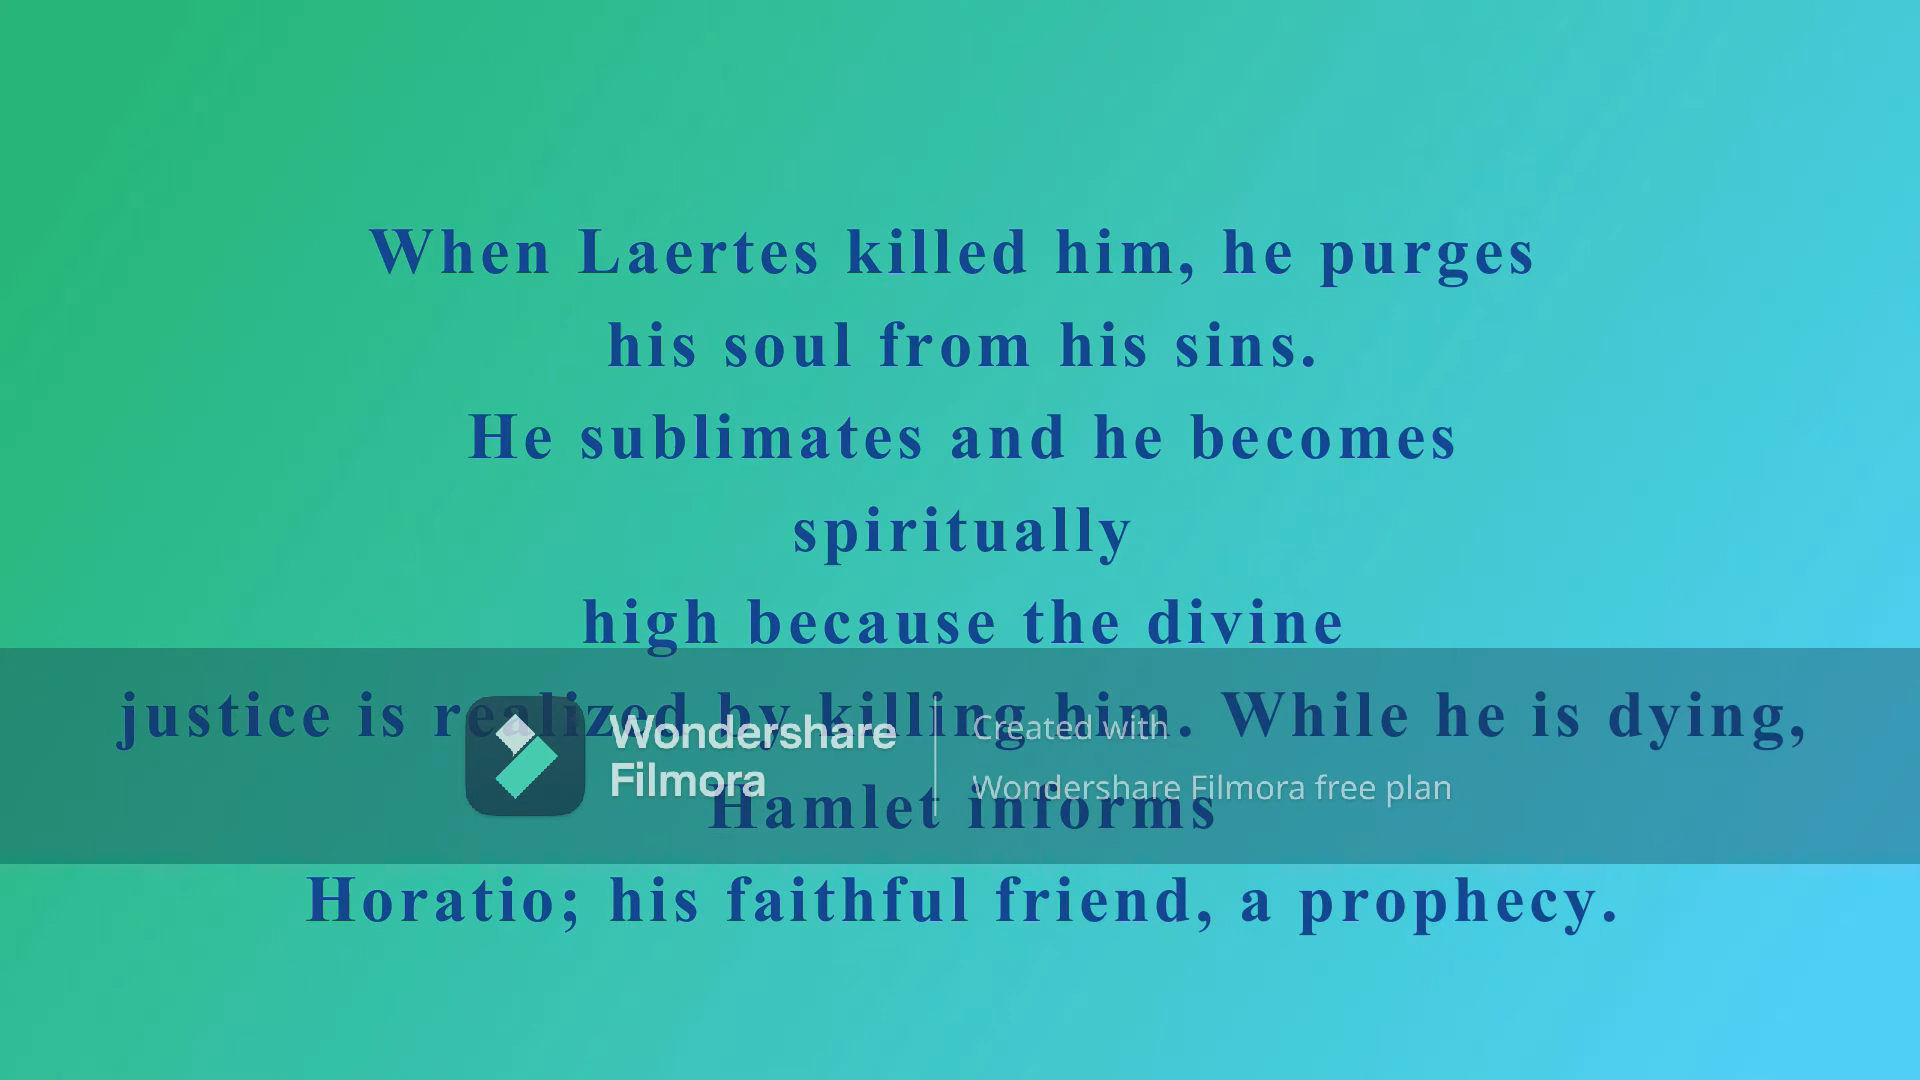 When Laertes killed him, he purges
his soul from his sins.
He sublimates and he becomes
spiritually
high because the divine
justice is realized by killing him. While he is dying,
Hamlet informs
Horatio; his faithful friend, a prophecy.
Wondershare
Filmora
Created with
Wondershare Filmora free plan